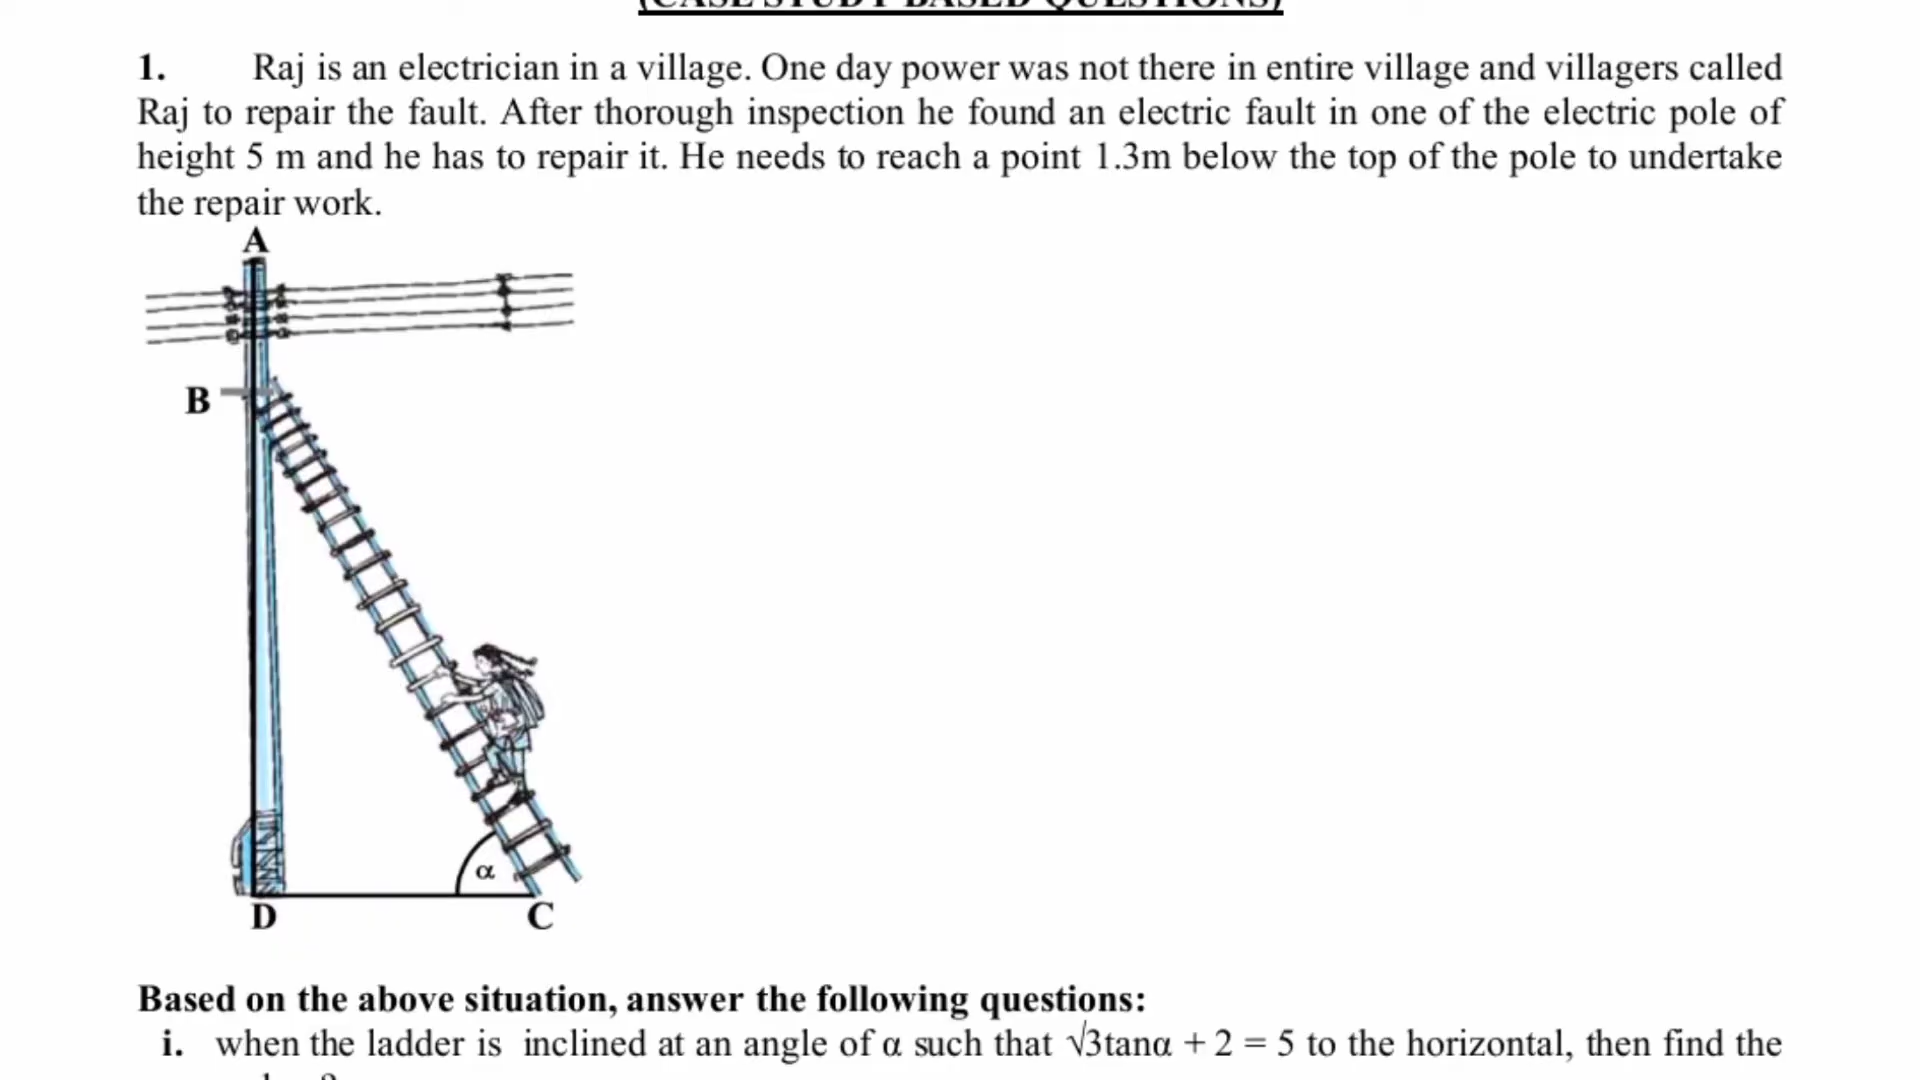 (CASE STUDY BASED QUESTIONS)
1. Raj is an electrician in a village. One day power was not there in entire village and villagers called
Raj to repair the fault. After thorough inspection he found an electric fault in one of the electric pole of
height 5 m and he has to repair it. He needs to reach a point 1.3m below the top of the pole to undertake
the repair work.
A
B
α
D
C
Based on the above situation, answer the following questions:
i. when the ladder is inclined at an angle of α such that √3tanα + 2 = 5 to the horizontal, then find the